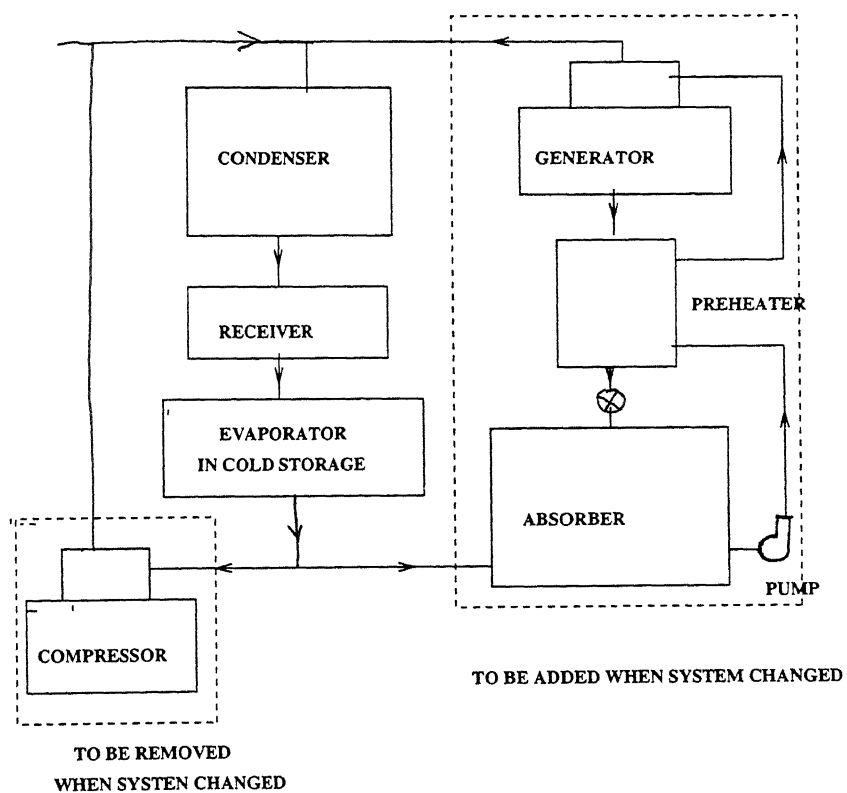 CONDENSER
GENERATOR
PREHEATER
RECEIVER
EVAPORATOR
IN COLD STORAGE
ABSORBER
PUMP
COMPRESSOR
TO BE ADDED WHEN SYSTEM CHANGED
TO BE REMOVED
WHEN SYSTEN CHANGED